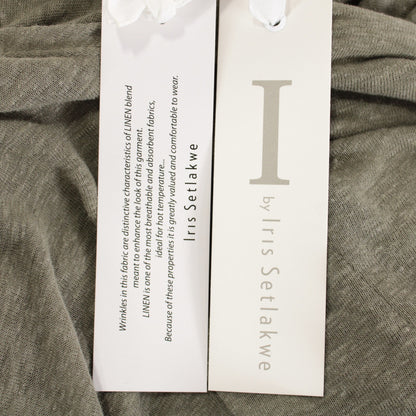 Wrinkles in this fabric are distinctive characteristics of LINEN blend
meant to enhance the look of this garment.
LINEN is one of the most breathable and absorbent fabrics,
ideal for hot temperature...
Because of these properties it is greatly valued and comfortable to wear.
Iris Setlakwe
I
by Iris Setlakwe